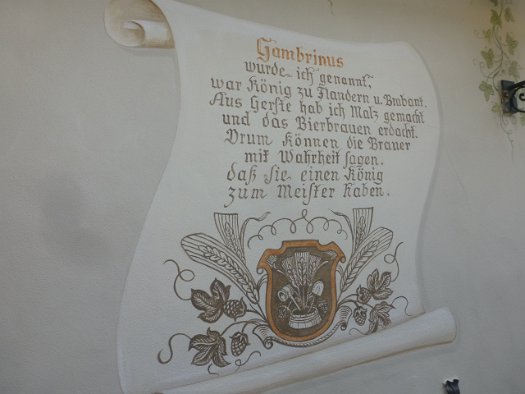 Gambrinus
wurde ich genannt,
war König zu Flandern u. Brabant.
Aus Gerste hab ich Malz gemacht
und das Bierbrauen erdacht.
Drum können die Brauer
mit Wahrheit sagen.
daß sie einen König
zum Meister haben.